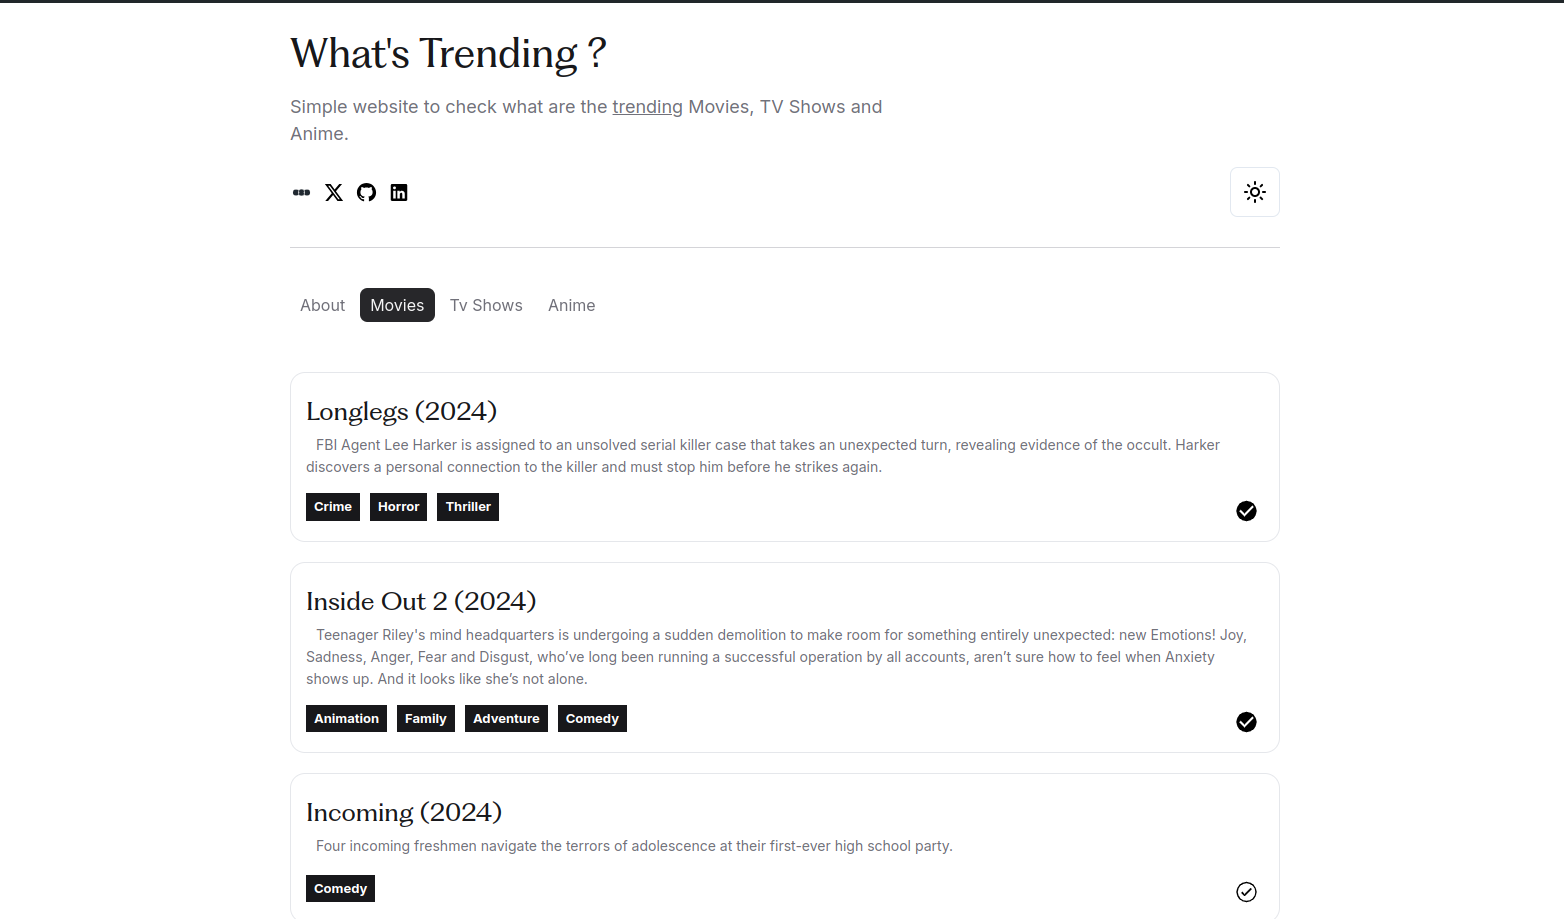 What's Trending ?
Simple website to check what are the trending Movies, TV Shows and
Anime.
About Movies Tv Shows Anime
Longlegs (2024)
FBI Agent Lee Harker is assigned to an unsolved serial killer case that takes an unexpected turn, revealing evidence of the occult. Harker
discovers a personal connection to the killer and must stop him before he strikes again.
Crime Horror Thriller
Inside Out 2 (2024)
Teenager Riley's mind headquarters is undergoing a sudden demolition to make room for something entirely unexpected: new Emotions! Joy,
Sadness, Anger, Fear and Disgust, who’ve long been running a successful operation by all accounts, aren’t sure how to feel when Anxiety
shows up. And it looks like she’s not alone.
Animation Family Adventure Comedy
Incoming (2024)
Four incoming freshmen navigate the terrors of adolescence at their first-ever high school party.
Comedy